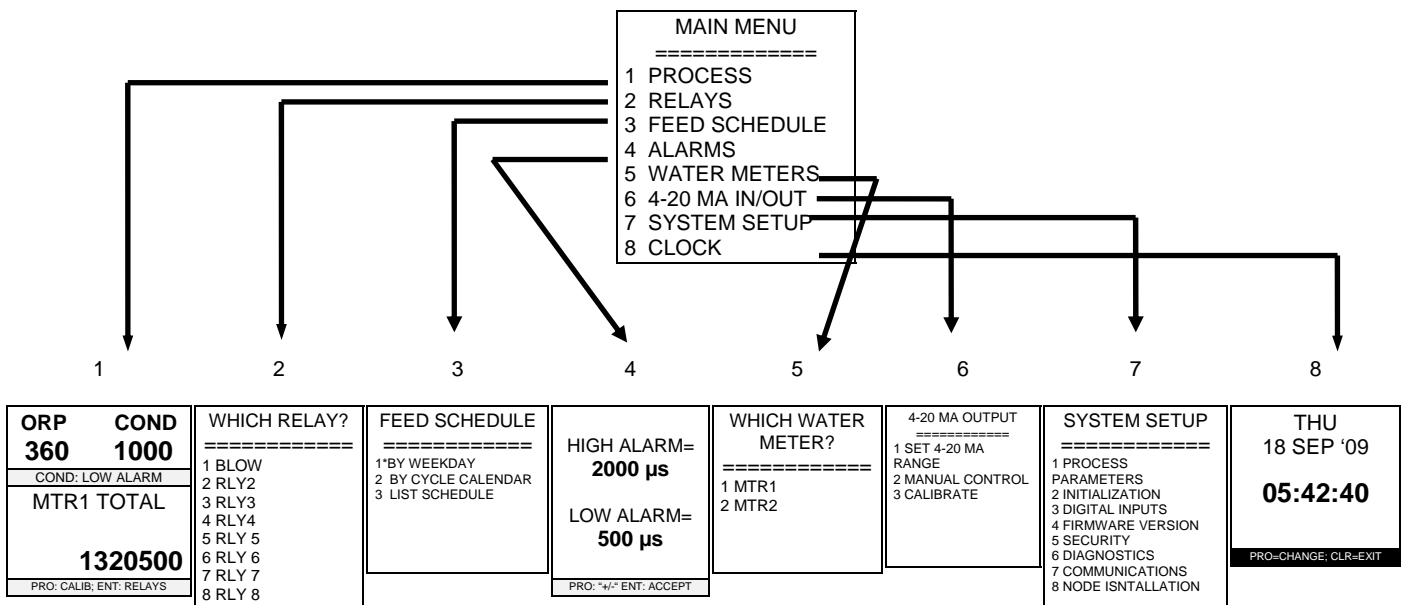 MAIN MENU
=============
1 PROCESS
2 RELAYS
3 FEED SCHEDULE
4 ALARMS
5 WATER METERS
6 4-20 MA IN/OUT
7 SYSTEM SETUP
8 CLOCK
1
2
3
4
5
6
7
8
ORP COND
360 1000
COND: LOW ALARM
MTR1 TOTAL
1320500
PRO: CALIB; ENT: RELAYS
WHICH RELAY?
============
1 BLOW
2 RLY2
3 RLY3
4 RLY4
5 RLY 5
6 RLY 6
7 RLY 7
8 RLY 8
FEED SCHEDULE
============
1*BY WEEKDAY
2 BY CYCLE CALENDAR
3 LIST SCHEDULE
HIGH ALARM=
2000 µs
LOW ALARM=
500 µs
PRO: “+/-“ ENT: ACCEPT
WHICH WATER
METER?
============
1 MTR1
2 MTR2
4-20 MA OUTPUT
============
1 SET 4-20 MA
RANGE
2 MANUAL CONTROL
3 CALIBRATE
SYSTEM SETUP
============
1 PROCESS
PARAMETERS
2 INITIALIZATION
3 DIGITAL INPUTS
4 FIRMWARE VERSION
5 SECURITY
6 DIAGNOSTICS
7 COMMUNICATIONS
8 NODE ISNTALLATION
THU
18 SEP ‘09
05:42:40
PRO=CHANGE; CLR=EXIT